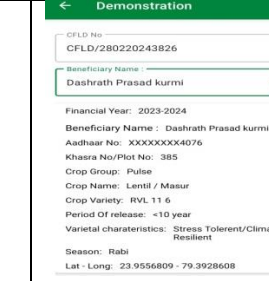 ← Demonstration
CFLD No
CFLD/280220243826
Beneficiary Name :
Dashrath Prasad kurmi
Financial Year: 2023-2024
Beneficiary Name : Dashrath Prasad kurmi
Aadhaar No: XXXXXXXX4076
Khasra No/Plot No: 385
Crop Group: Pulse
Crop Name: Lentil / Masur
Crop Variety: RVL 11 6
Period Of release: <10 year
Varietal charateristics: Stress Tolerent/Clima
Resilient
Season: Rabi
Lat - Long: 23.9556809 - 79.3928608